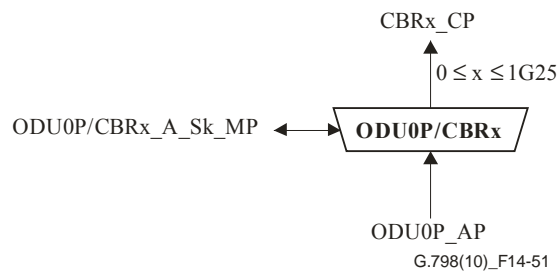 CBRx_CP
0 ≤ x ≤ 1G25
ODU0P/CBRx_A_Sk_MP
ODU0P/CBRx
ODU0P_AP
G.798(10)_F14-51